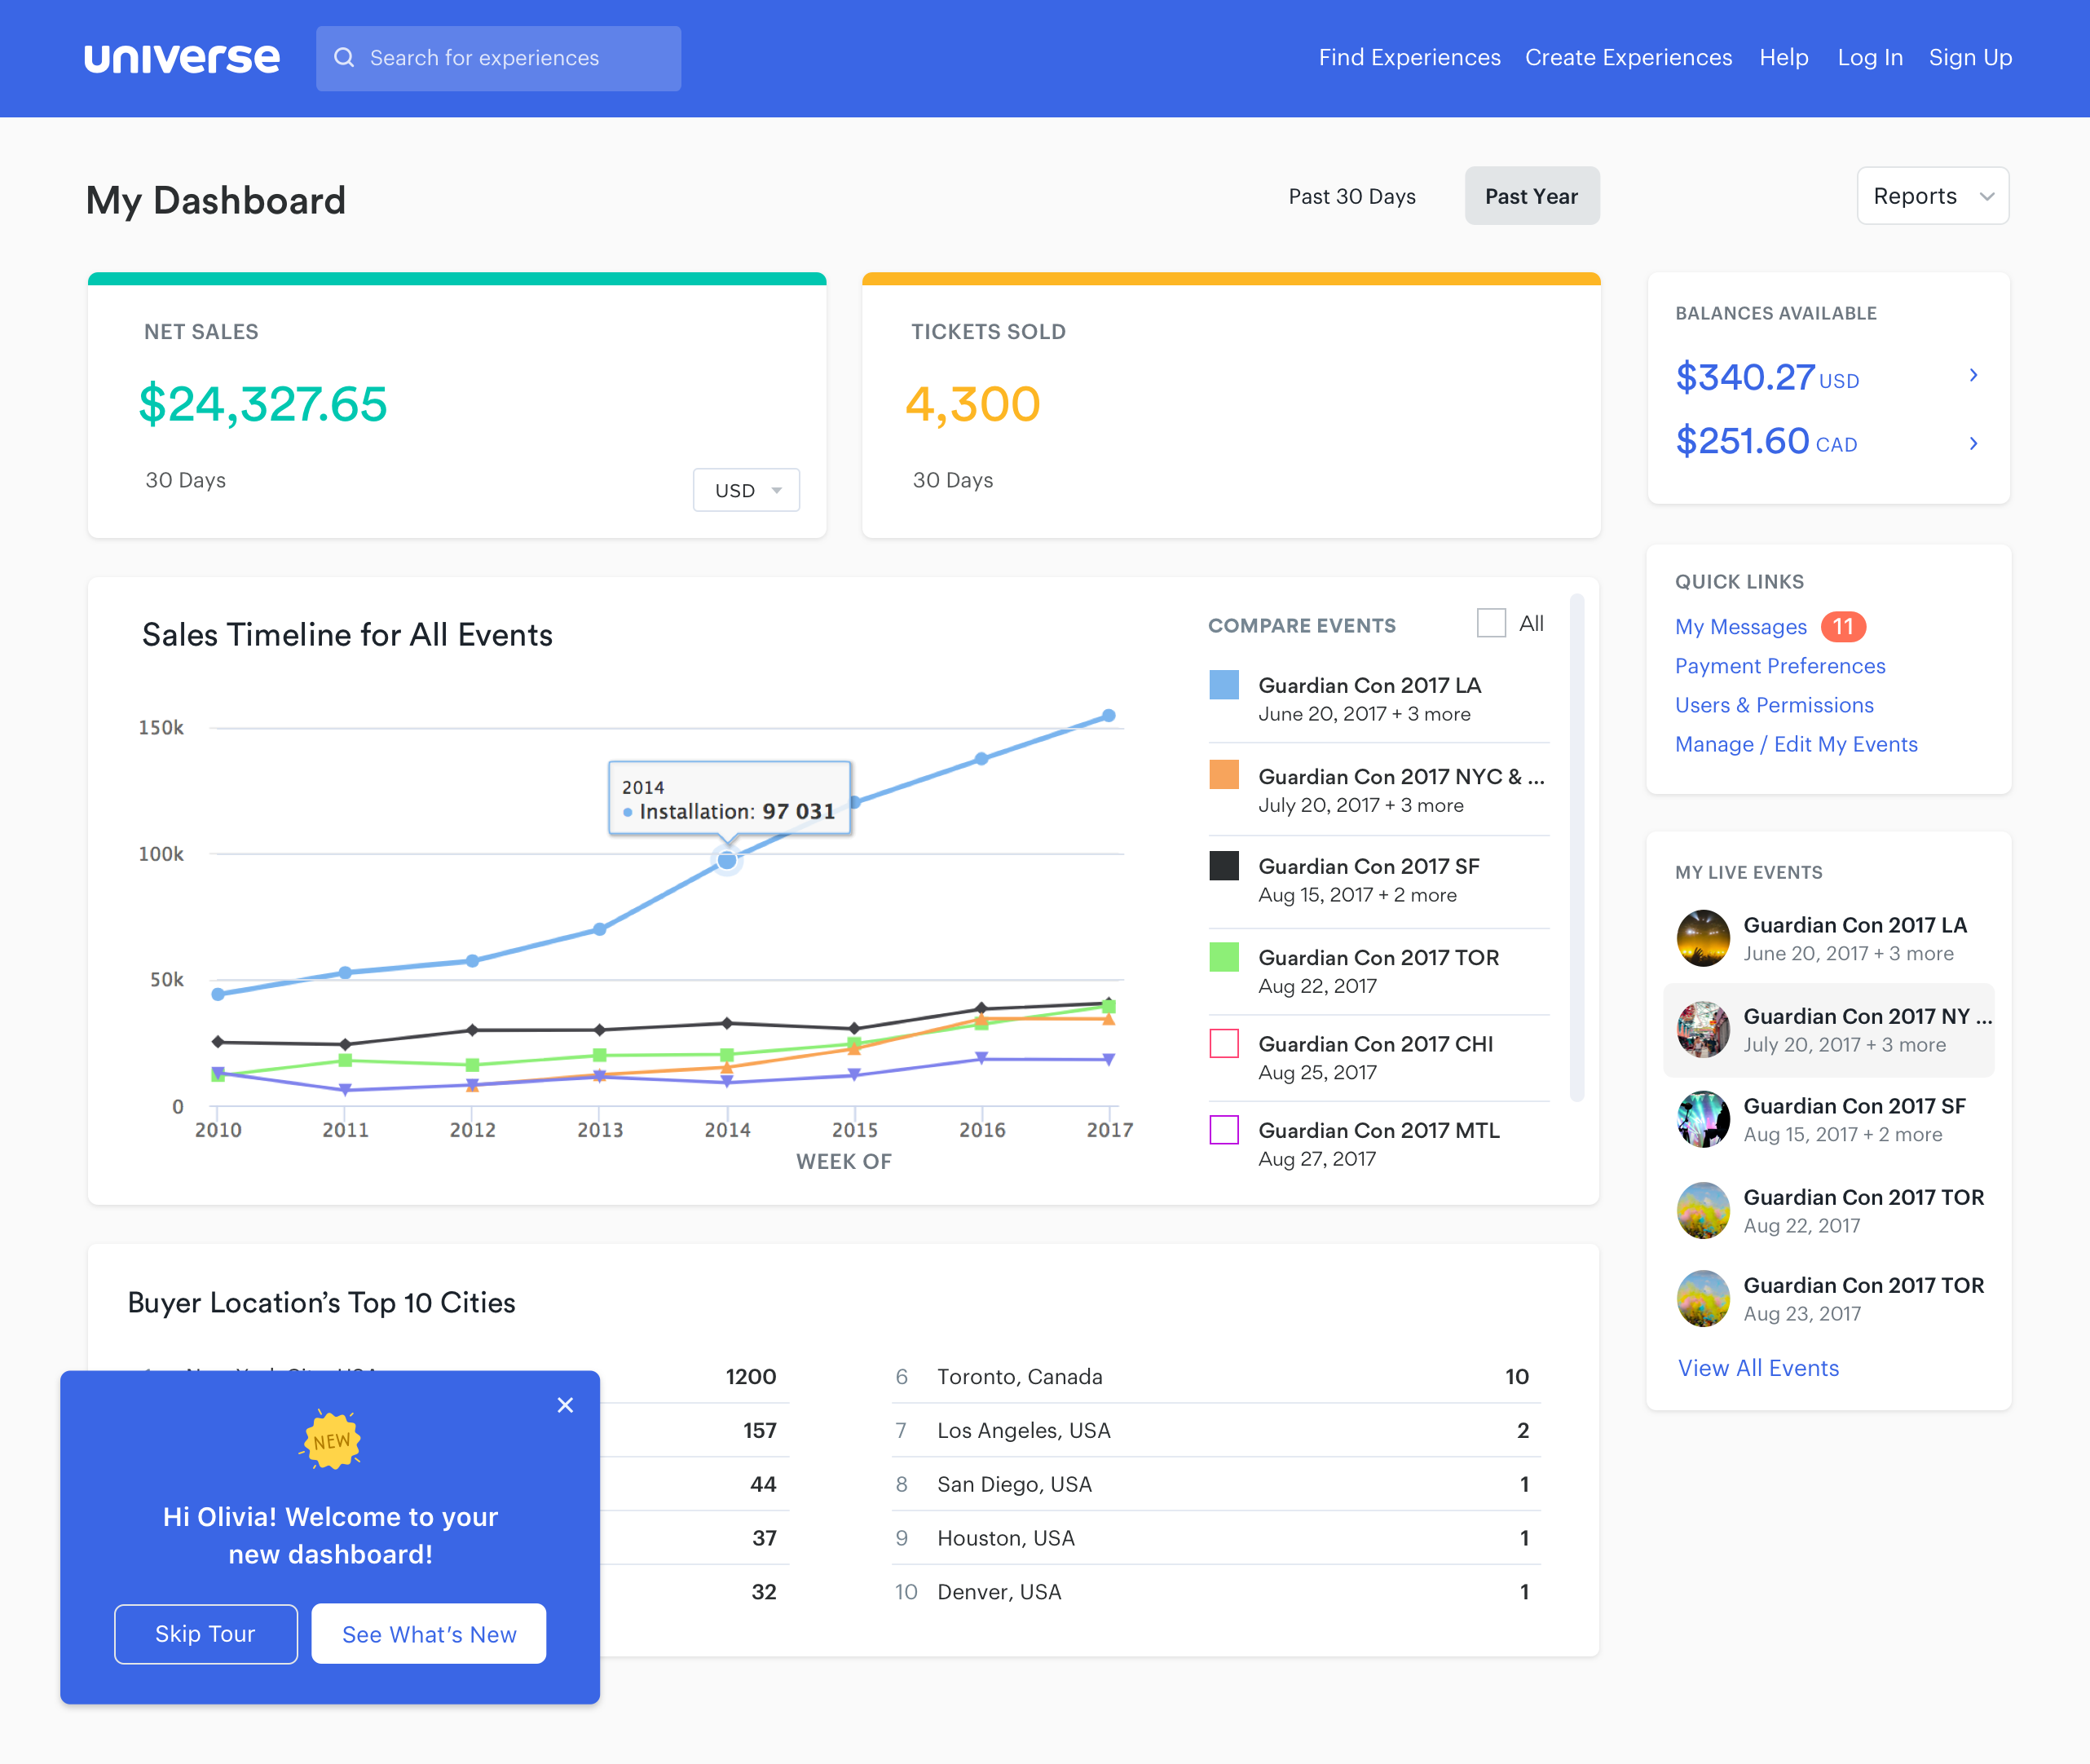 universe
Search for experiences
Find Experiences
Create Experiences
Help
Log In
Sign Up
My Dashboard
Past 30 Days
Past Year
Reports
NET SALES
$24,327.65
30 Days
USD
TICKETS SOLD
4,300
30 Days
BALANCES AVAILABLE
$340.27 USD
$251.60 CAD
QUICK LINKS
My Messages 11
Payment Preferences
Users & Permissions
Manage / Edit My Events
Sales Timeline for All Events
150k
100k
50k
0
2014
Installation: 97 031
2010 2011 2012 2013 2014 2015 2016 2017
WEEK OF
COMPARE EVENTS
All
Guardian Con 2017 LA
June 20, 2017 + 3 more
Guardian Con 2017 NYC & ...
July 20, 2017 + 3 more
Guardian Con 2017 SF
Aug 15, 2017 + 2 more
Guardian Con 2017 TOR
Aug 22, 2017
Guardian Con 2017 CHI
Aug 25, 2017
Guardian Con 2017 MTL
Aug 27, 2017
MY LIVE EVENTS
Guardian Con 2017 LA
June 20, 2017 + 3 more
Guardian Con 2017 NY ...
July 20, 2017 + 3 more
Guardian Con 2017 SF
Aug 15, 2017 + 2 more
Guardian Con 2017 TOR
Aug 22, 2017
Guardian Con 2017 TOR
Aug 23, 2017
View All Events
Buyer Location’s Top 10 Cities
1200
157
44
37
32
6 Toronto, Canada 10
7 Los Angeles, USA 2
8 San Diego, USA 1
9 Houston, USA 1
10 Denver, USA 1
NEW
Hi Olivia! Welcome to your
new dashboard!
Skip Tour
See What’s New